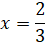 x = 2/3